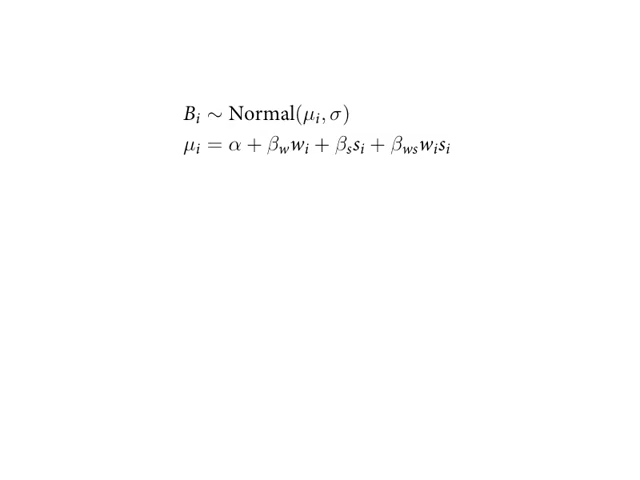 B_i ∼ Normal(μ_i, σ)
μ_i = α + β_w w_i + β_s s_i + β_ws w_i s_i